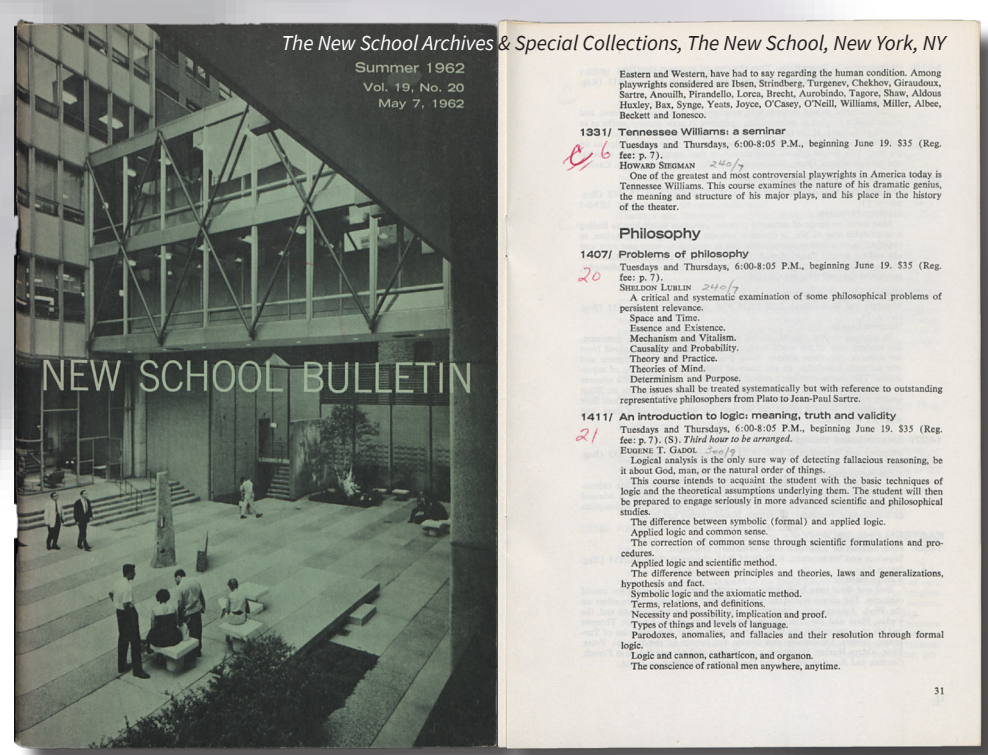 The New School Archives & Special Collections, The New School, New York, NY
Summer 1962
Vol. 19, No. 20
May 7, 1962
NEW SCHOOL BULLETIN
Eastern and Western, have had to say regarding the human condition. Among
playwrights considered are Ibsen, Strindberg, Turgenev, Chekhov, Giraudoux,
Sartre, Anouilh, Pirandello, Lorca, Brecht, Aurobindo, Tagore, Shaw, Aldous
Huxley, Bax, Synge, Yeats, Joyce, O'Casey, O'Neill, Williams, Miller, Albee,
Beckett and Ionesco.
1331/ Tennessee Williams: a seminar
Tuesdays and Thursdays, 6:00-8:05 P.M., beginning June 19. $35 (Reg.
6 fee: p. 7).
HOWARD SIEGMAN 240/7
One of the greatest and most controversial playwrights in America today is
Tennessee Williams. This course examines the nature of his dramatic genius,
the meaning and structure of his major plays, and his place in the history
of the theater.
Philosophy
1407/ Problems of philosophy
Tuesdays and Thursdays, 6:00-8:05 P.M., beginning June 19. $35 (Reg.
20 fee: p. 7).
SHELDON LUBLIN 240/7
A critical and systematic examination of some philosophical problems of
persistent relevance.
Space and Time.
Essence and Existence.
Mechanism and Vitalism.
Causality and Probability.
Theory and Practice.
Theories of Mind.
Determinism and Purpose.
The issues shall be treated systematically but with reference to outstanding
representative philosophers from Plato to Jean-Paul Sartre.
1411/ An introduction to logic: meaning, truth and validity
Tuesdays and Thursdays, 6:00-8:05 P.M., beginning June 19. $35 (Reg.
21 fee: p. 7). (S). Third hour to be arranged.
EUGENE T. GADOL 300/9
Logical analysis is the only sure way of detecting fallacious reasoning, be
it about God, man, or the natural order of things.
This course intends to acquaint the student with the basic techniques of
logic and the theoretical assumptions underlying them. The student will then
be prepared to engage seriously in more advanced scientific and philosophical
studies.
The difference between symbolic (formal) and applied logic.
Applied logic and common sense.
The correction of common sense through scientific formulations and pro-
cedures.
Applied logic and scientific method.
The difference between principles and theories, laws and generalizations,
hypothesis and fact.
Symbolic logic and the axiomatic method.
Terms, relations, and definitions.
Necessity and possibility, implication and proof.
Types of things and levels of language.
Parodoxes, anomalies, and fallacies and their resolution through formal
logic.
Logic and cannon, catharticon, and organon.
The conscience of rational men anywhere, anytime.
31